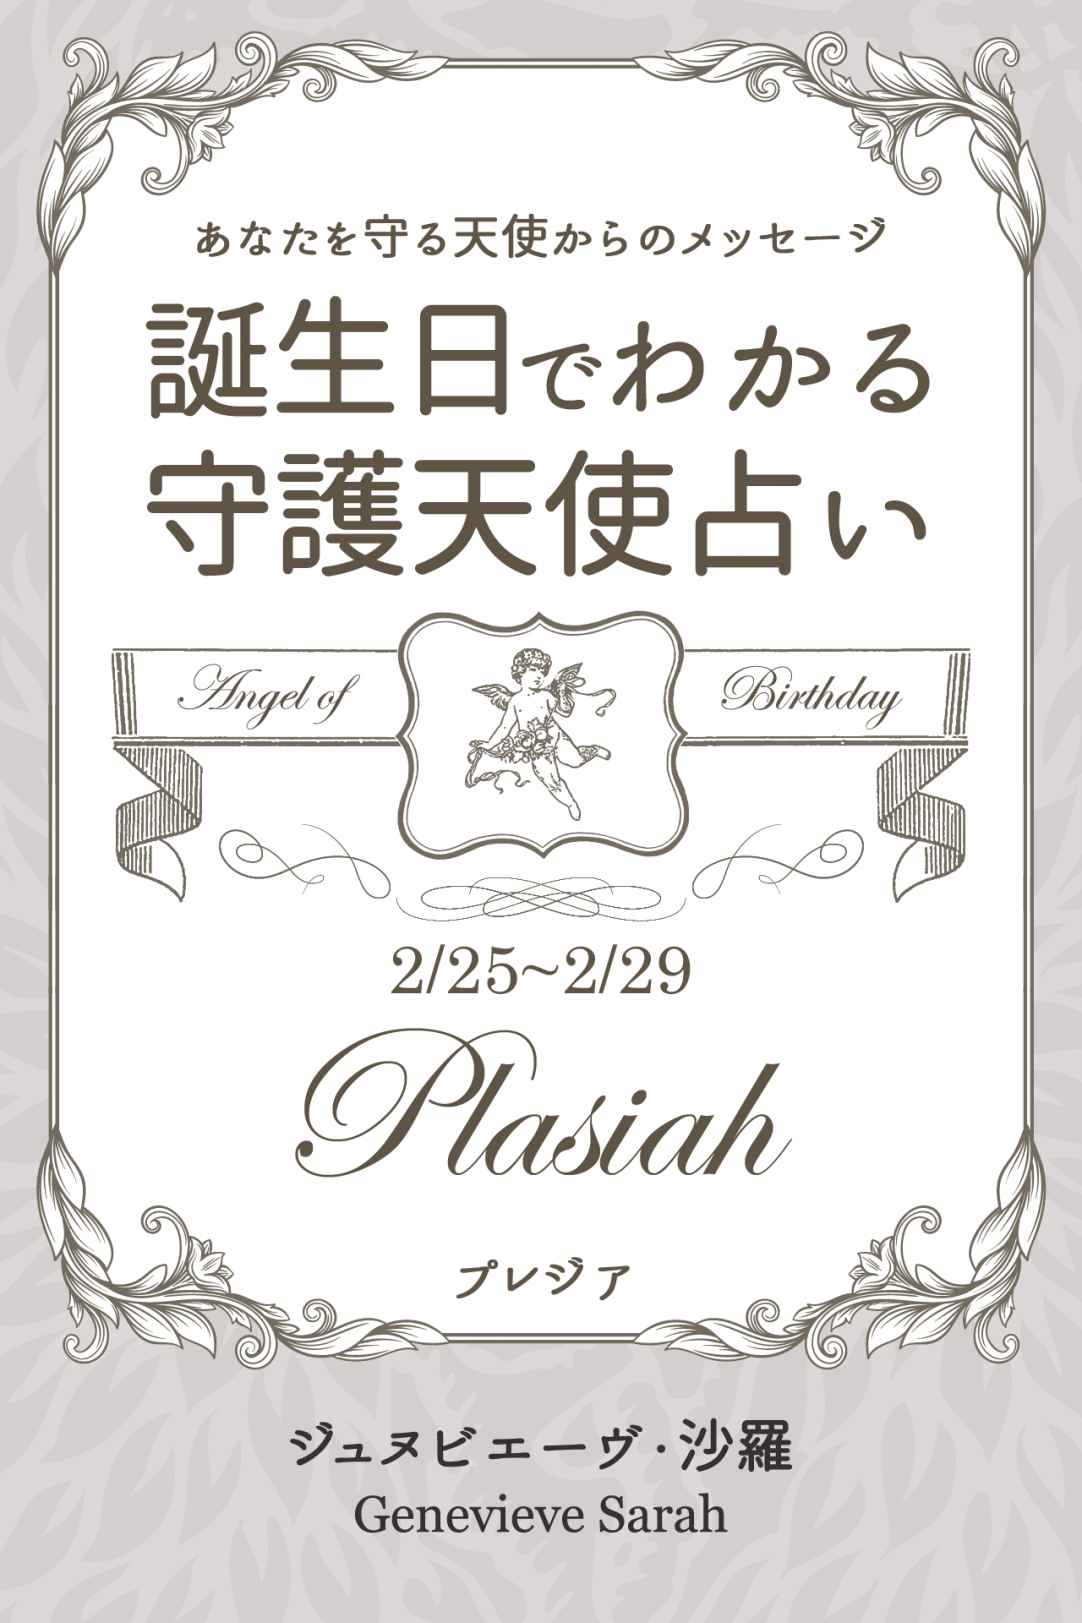 あなたを守る天使からのメッセージ
誕生日でわかる
守護天使占い
Angel of Birthday
2/25~2/29
Plasiah
プレジア
ジュヌビエーヴ・沙羅
Genevieve Sarah